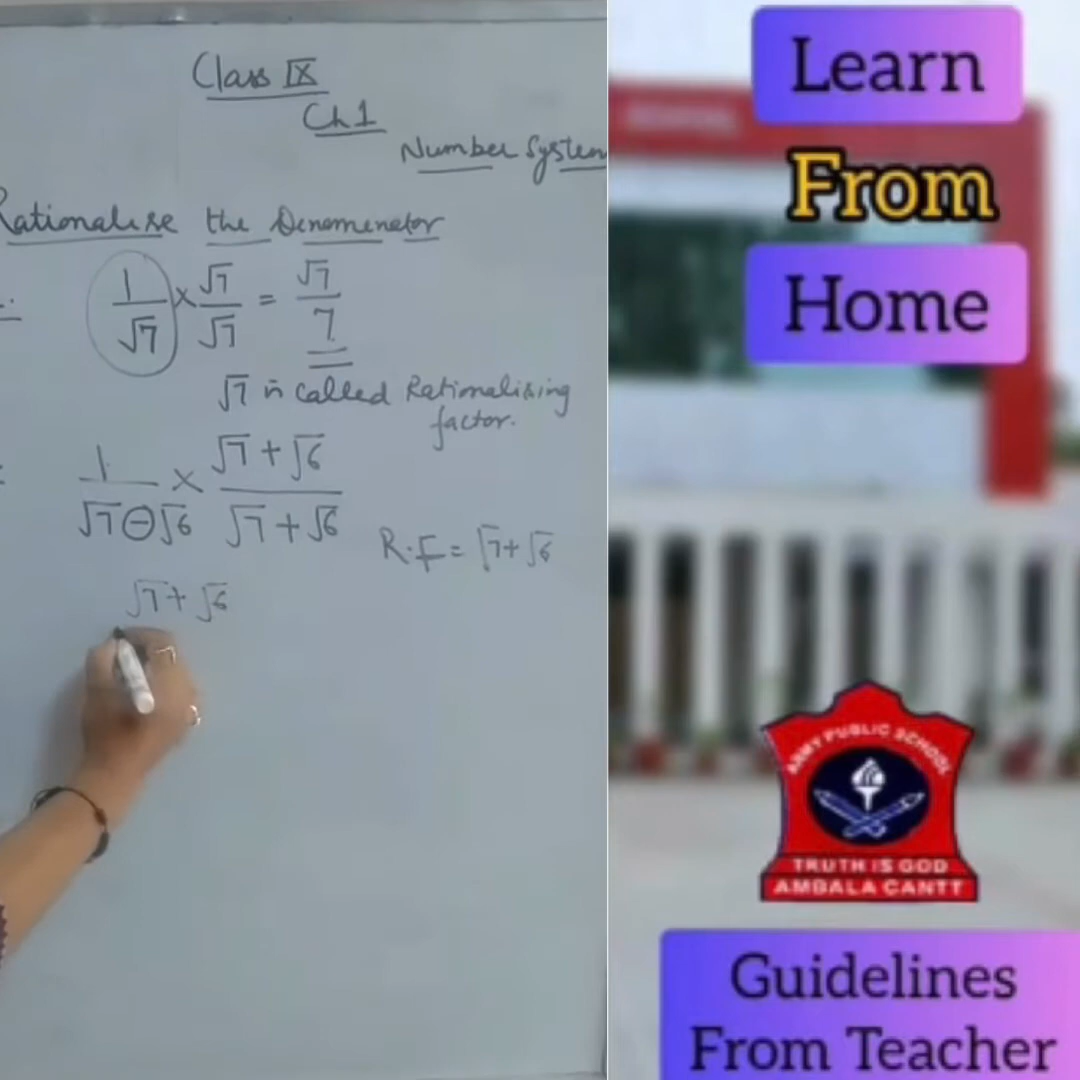 Class IX
Ch 1
Number System
Rationalise the Denomenator
1/√7 × √7/√7 = √7/7
√7 is called Rationalising
factor.
1/√7-√6 × √7+√6/√7+√6
R.F = √7+√6
√7+√6
Learn
From
Home
ARMY PUBLIC SCHOOL
TRUTH IS GOD
AMBALA CANTT
Guidelines
From Teacher